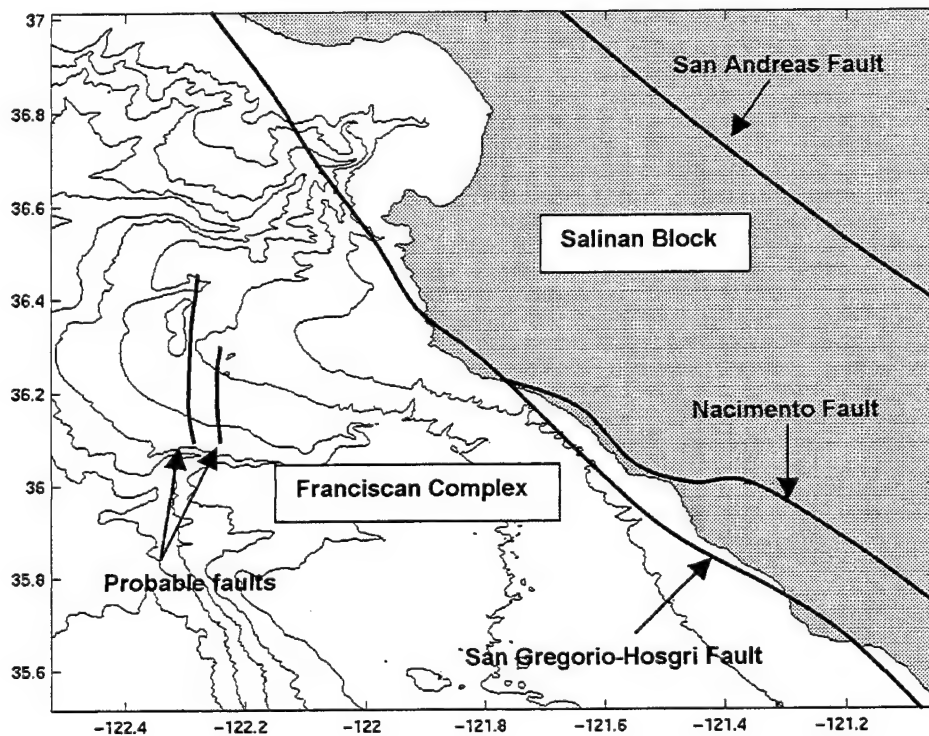 37
36.8
36.6
36.4
36.2
36
35.8
35.6
San Andreas Fault
Salinan Block
Nacimento Fault
Franciscan Complex
Probable faults
San Gregorio-Hosgri Fault
−122.4
−122.2
−122
−121.8
−121.6
−121.4
−121.2